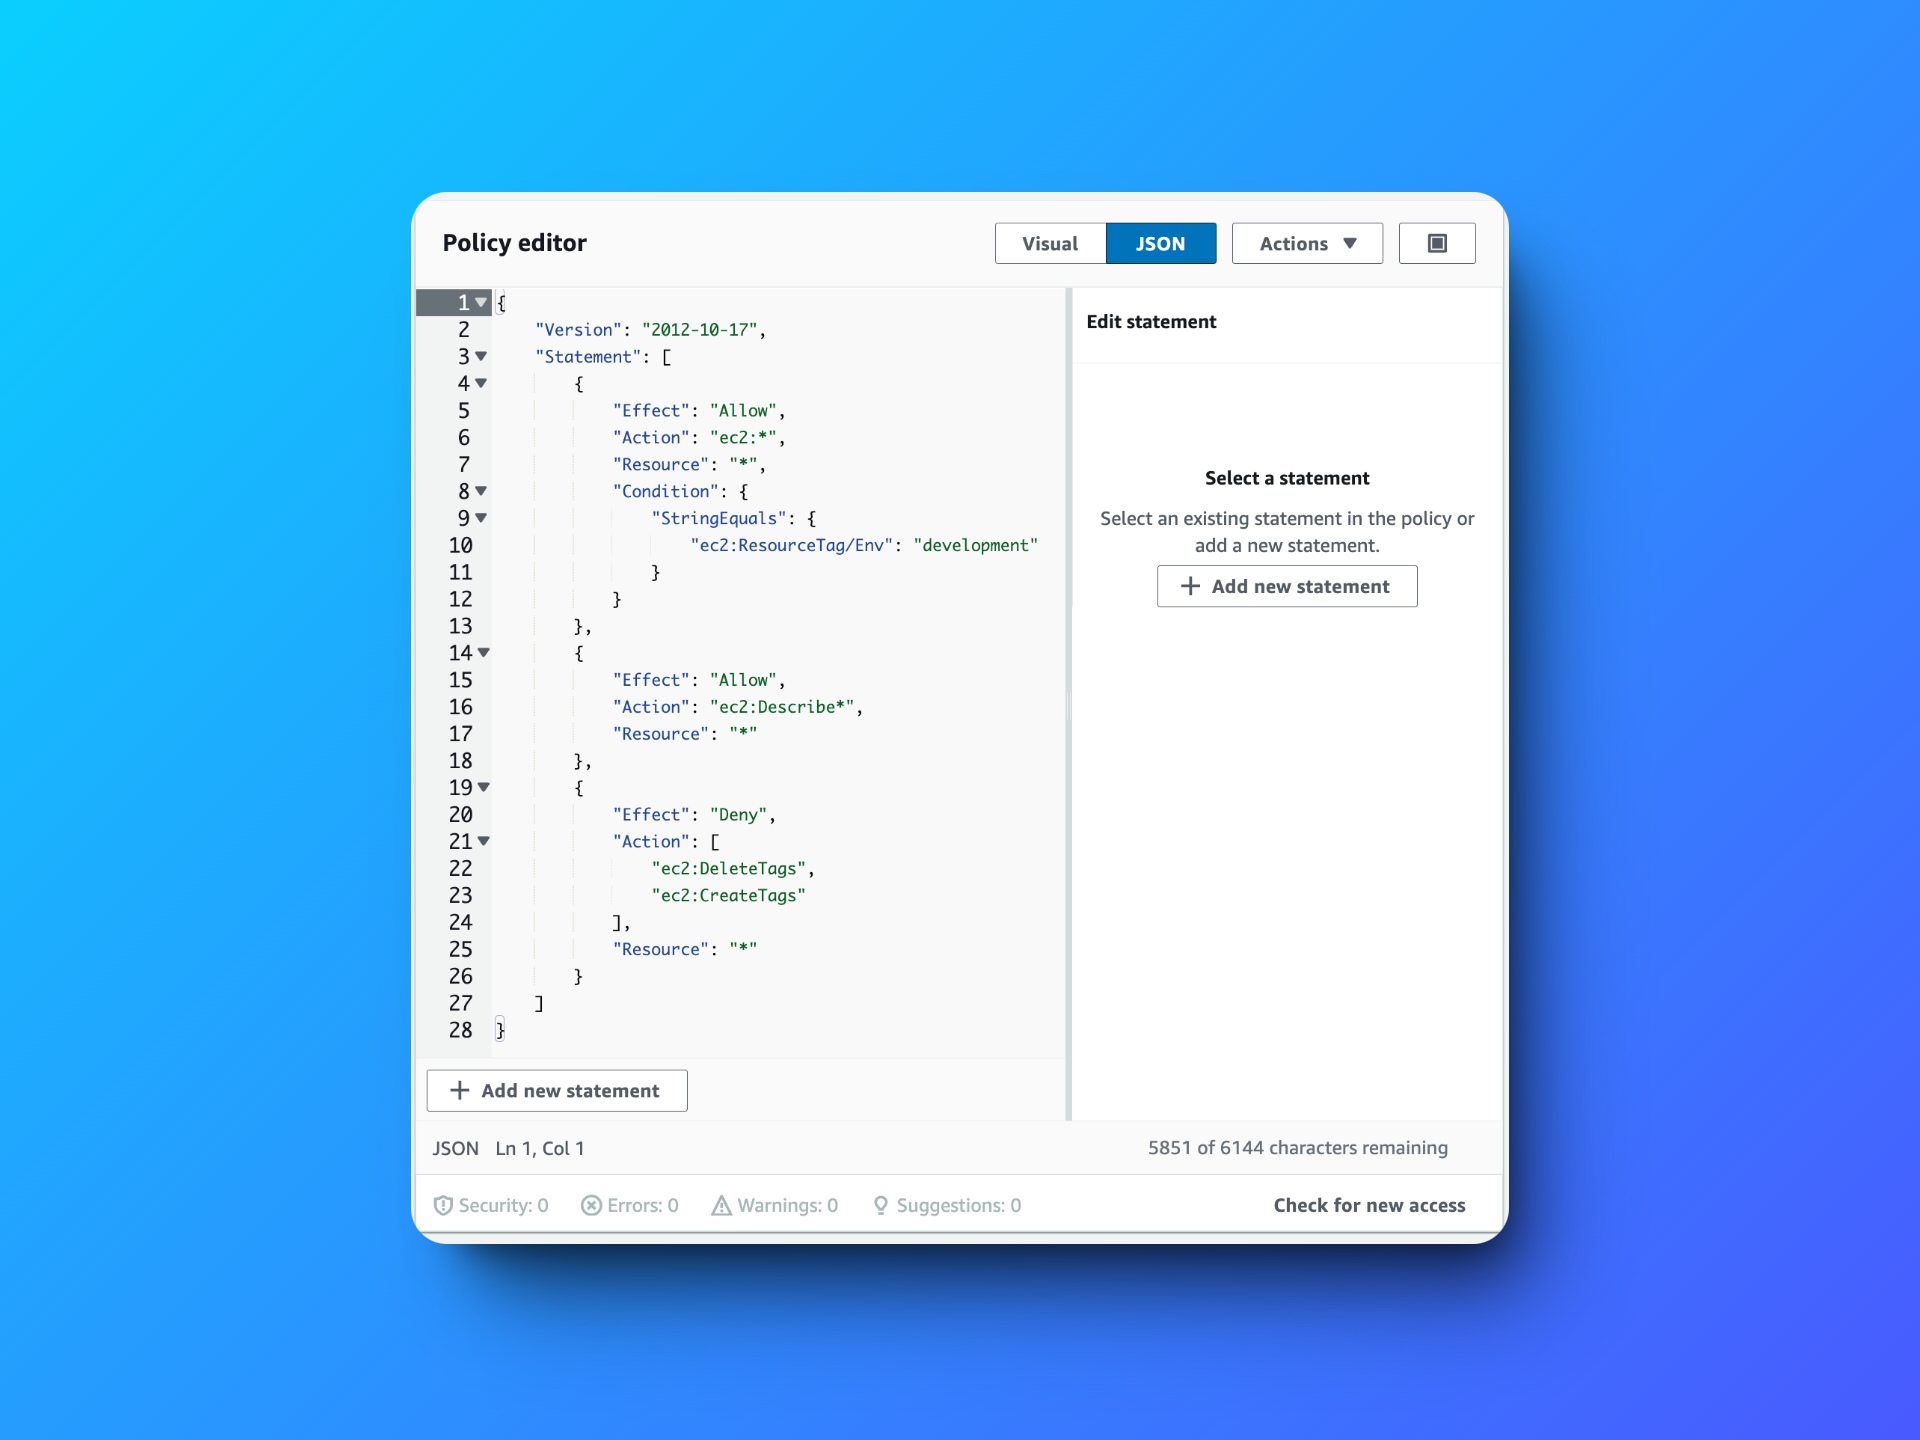 Policy editor
Visual
JSON
Actions
1 {
2 "Version": "2012-10-17",
3 "Statement": [
4 {
5 "Effect": "Allow",
6 "Action": "ec2:*",
7 "Resource": "*",
8 "Condition": {
9 "StringEquals": {
10 "ec2:ResourceTag/Env": "development"
11 }
12 }
13 },
14 {
15 "Effect": "Allow",
16 "Action": "ec2:Describe*",
17 "Resource": "*"
18 },
19 {
20 "Effect": "Deny",
21 "Action": [
22 "ec2:DeleteTags",
23 "ec2:CreateTags"
24 ],
25 "Resource": "*"
26 }
27 ]
28 }
Add new statement
Edit statement
Select a statement
Select an existing statement in the policy or
add a new statement.
Add new statement
JSON Ln 1, Col 1
5851 of 6144 characters remaining
Security: 0
Errors: 0
Warnings: 0
Suggestions: 0
Check for new access